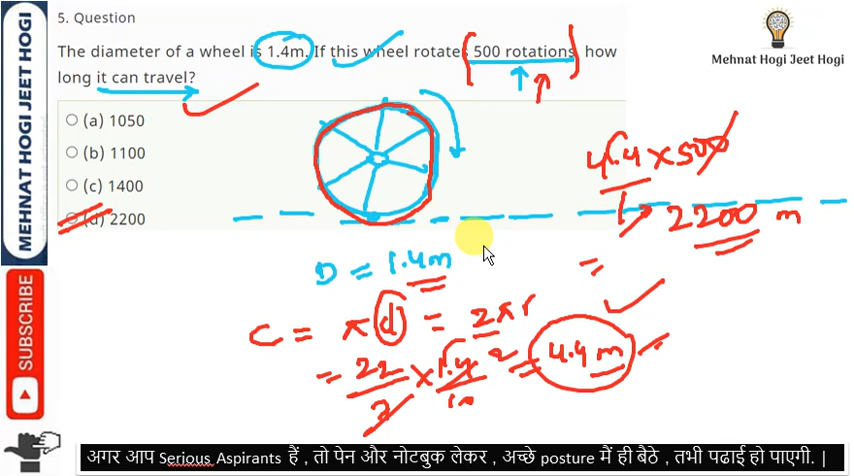 5. Question
The diameter of a wheel is 1.4m. If this wheel rotates 500 rotations, how
long it can travel?
(a) 1050
(b) 1100
(c) 1400
(d) 2200
Mehnat Hogi Jeet Hogi
MEHNAT HOGI JEET HOGI
SUBSCRIBE
4.4 x 500
2200 m
=
D = 1.4m
C = πd = 2πr
= 22/7 x 1.4/10 = 4.4 m
अगर आप Serious Aspirants हैं , तो पेन और नोटबुक लेकर , अच्छे posture मैं ही बैठे , तभी पढाई हो पाएगी. |